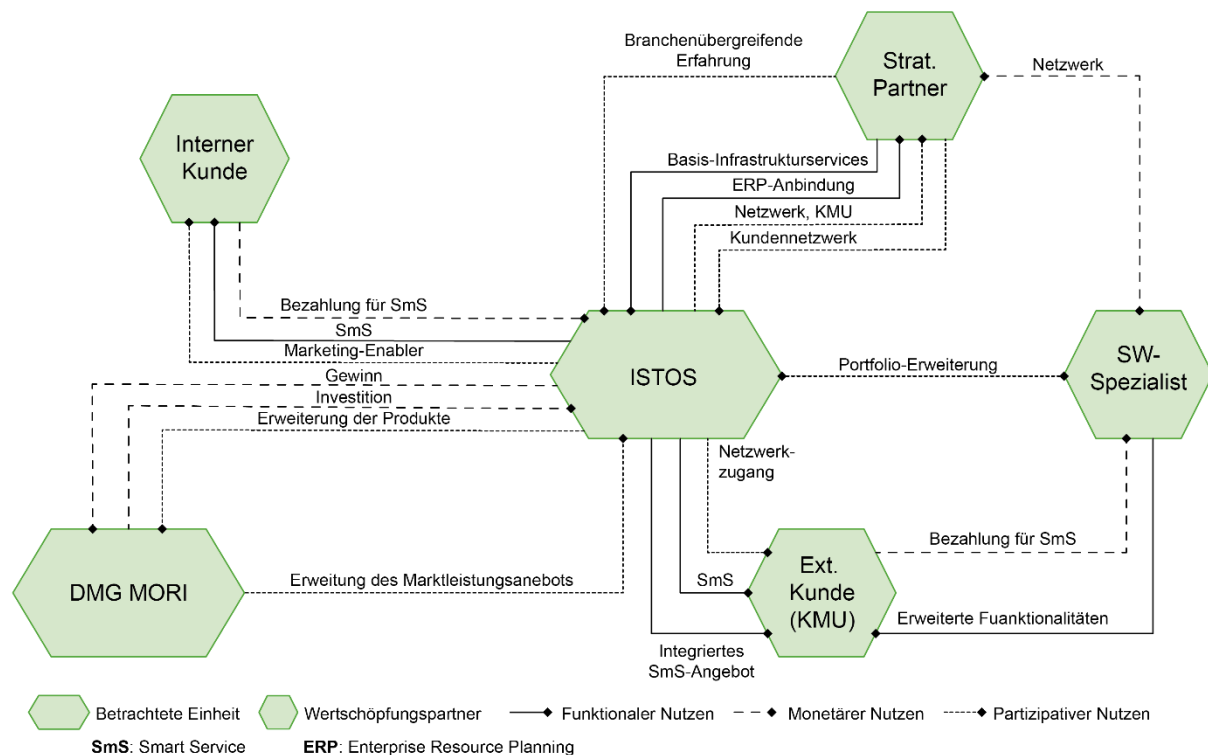 Branchenübergreifende
Erfahrung
Strat.
Partner
Netzwerk
Interner
Kunde
Basis-Infrastrukturservices
ERP-Anbindung
Netzwerk, KMU
Kundennetzwerk
Bezahlung für SmS
SmS
Marketing-Enabler
Gewinn
Investition
Erweiterung der Produkte
ISTOS
Portfolio-Erweiterung
SW-
Spezialist
Netzwerk-
zugang
DMG MORI
Erweitung des Marktleistungsanebots
SmS
Ext.
Kunde
(KMU)
Bezahlung für SmS
Erweiterte Fuanktionalitäten
Integriertes
SmS-Angebot
Betrachtete Einheit
Wertschöpfungspartner
Funktionaler Nutzen
Monetärer Nutzen
Partizipativer Nutzen
SmS: Smart Service
ERP: Enterprise Resource Planning